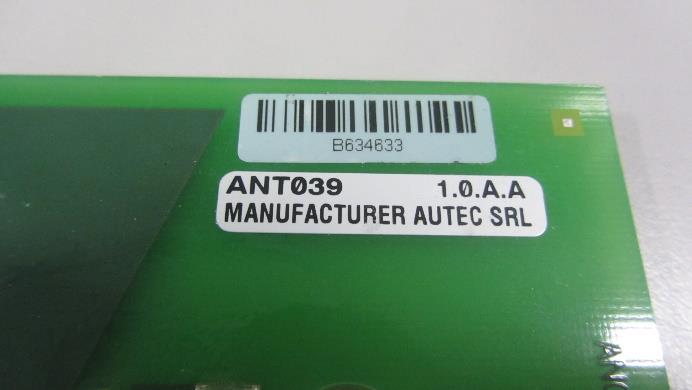 B634633
ANT039 1.0.A.A
MANUFACTURER AUTEC SRL